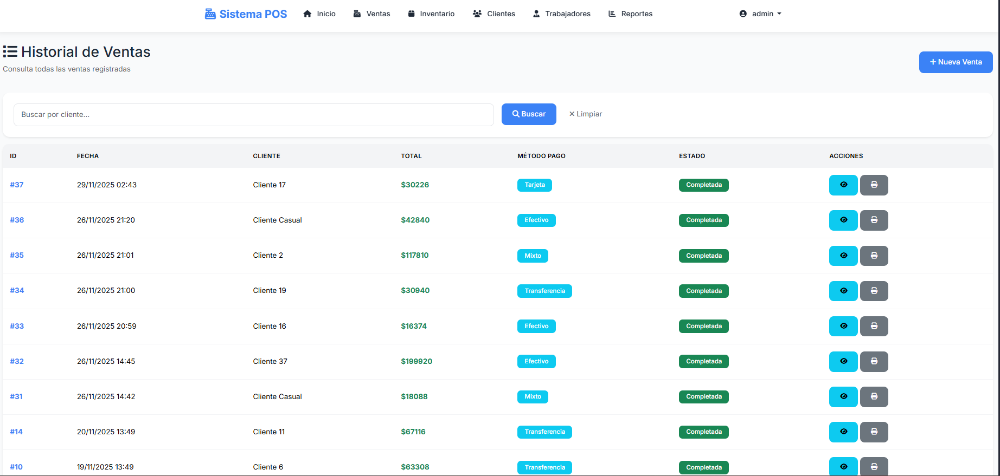 Sistema POS Inicio Ventas Inventario Clientes Trabajadores Reportes admin
Historial de Ventas
Consulta todas las ventas registradas
+ Nueva Venta
Buscar por cliente... Buscar × Limpiar
ID FECHA CLIENTE TOTAL MÉTODO PAGO ESTADO ACCIONES
#37 29/11/2025 02:43 Cliente 17 $30226 Tarjeta Completada
#36 26/11/2025 21:20 Cliente Casual $42840 Efectivo Completada
#35 26/11/2025 21:01 Cliente 2 $117810 Mixto Completada
#34 26/11/2025 21:00 Cliente 19 $30940 Transferencia Completada
#33 26/11/2025 20:59 Cliente 16 $16374 Efectivo Completada
#32 26/11/2025 14:45 Cliente 37 $199920 Efectivo Completada
#31 26/11/2025 14:42 Cliente Casual $18088 Mixto Completada
#14 20/11/2025 13:49 Cliente 11 $67116 Transferencia Completada
#10 19/11/2025 13:49 Cliente 6 $63308 Transferencia Completada